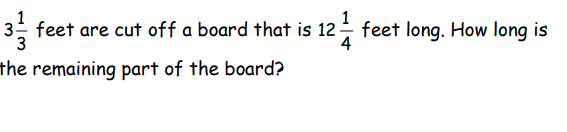 3 1/3 feet are cut off a board that is 12 1/4 feet long. How long is
the remaining part of the board?